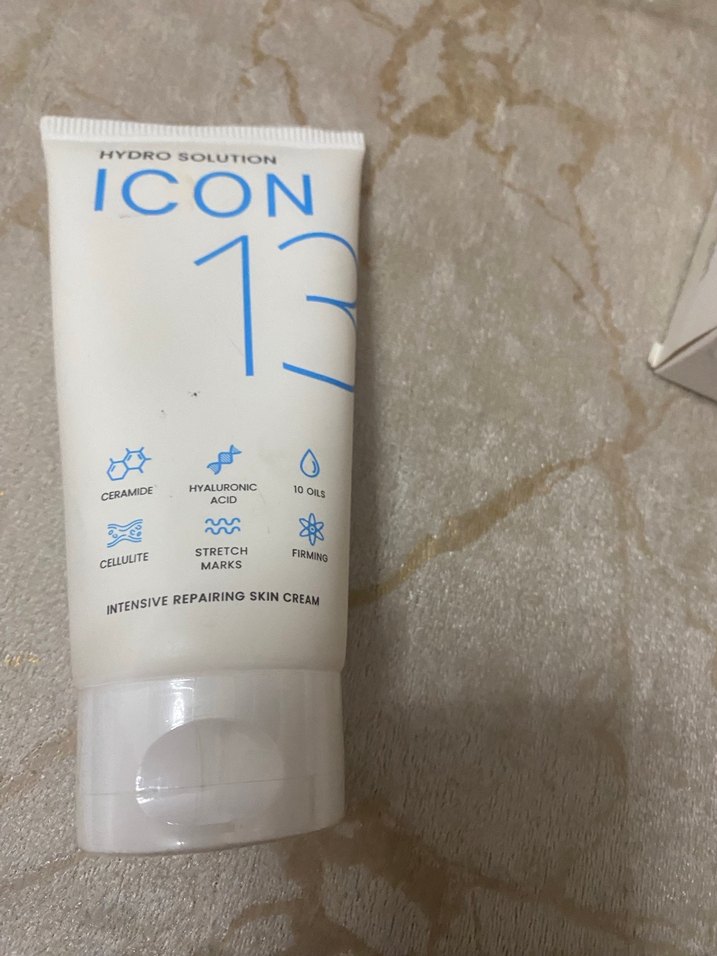 HYDRO SOLUTION
ICON
13
CERAMIDE
HYALURONIC
ACID
10 OILS
CELLULITE
STRETCH
MARKS
FIRMING
INTENSIVE REPAIRING SKIN CREAM